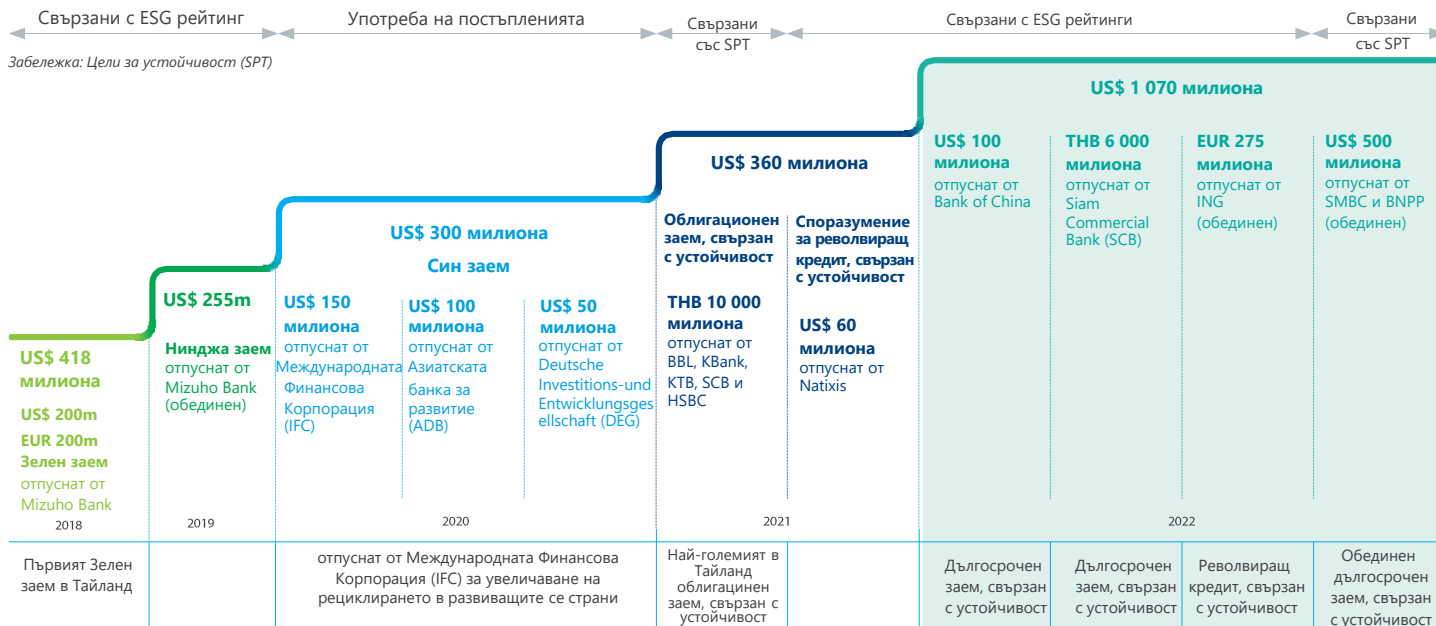 Свързани с ESG рейтинг
Употреба на постъпленията
Свързани
със SPT
Свързани с ESG рейтинги
Свързани
със SPT
Забележка: Цели за устойчивост (SPT)
US$ 418
милиона
US$ 200m
EUR 200m
Зелен заем
отпуснат от
Mizuho Bank
2018
US$ 255m
Нинджа заем
отпуснат от
Mizuho Bank
(обединен)
2019
US$ 300 милиона
Син заем
US$ 150
милиона
отпуснат от
Международната
Финансова
Корпорация
(IFC)
US$ 100
милиона
отпуснат от
Азиатската
банка за
развитие
(ADB)
US$ 50
милиона
отпуснат от
Deutsche
Investitions-und
Entwicklungsges
ellschaft (DEG)
2020
US$ 360 милиона
Облигационен
заем, свързан
с устойчивост
THB 10 000
милиона
отпуснат от
BBL, KBank,
KTB, SCB и
HSBC
Споразумение
за револвиращ
кредит, свързан
с устойчивост
US$ 60
милиона
отпуснат от
Natixis
2021
US$ 1 070 милиона
US$ 100
милиона
отпуснат от
Bank of China
THB 6 000
милиона
отпуснат от
Siam
Commercial
Bank (SCB)
EUR 275
милиона
отпуснат от
ING
(обединен)
US$ 500
милиона
отпуснат от
SMBC и BNPP
(обединен)
2022
Първият Зелен
заем в Тайланд
отпуснат от Международната Финансова
Корпорация (IFC) за увеличаване на
рециклирането в развиващите се страни
Най-големият в
Тайланд
облигацинен
заем, свързан с
устойчивост
Дългосрочен
заем, свързан
с устойчивост
Дългосрочен
заем, свързан
с устойчивост
Револвиращ
кредит, свързан
с устойчивост
Обединен
дългосрочен
заем, свързан
с устойчивост